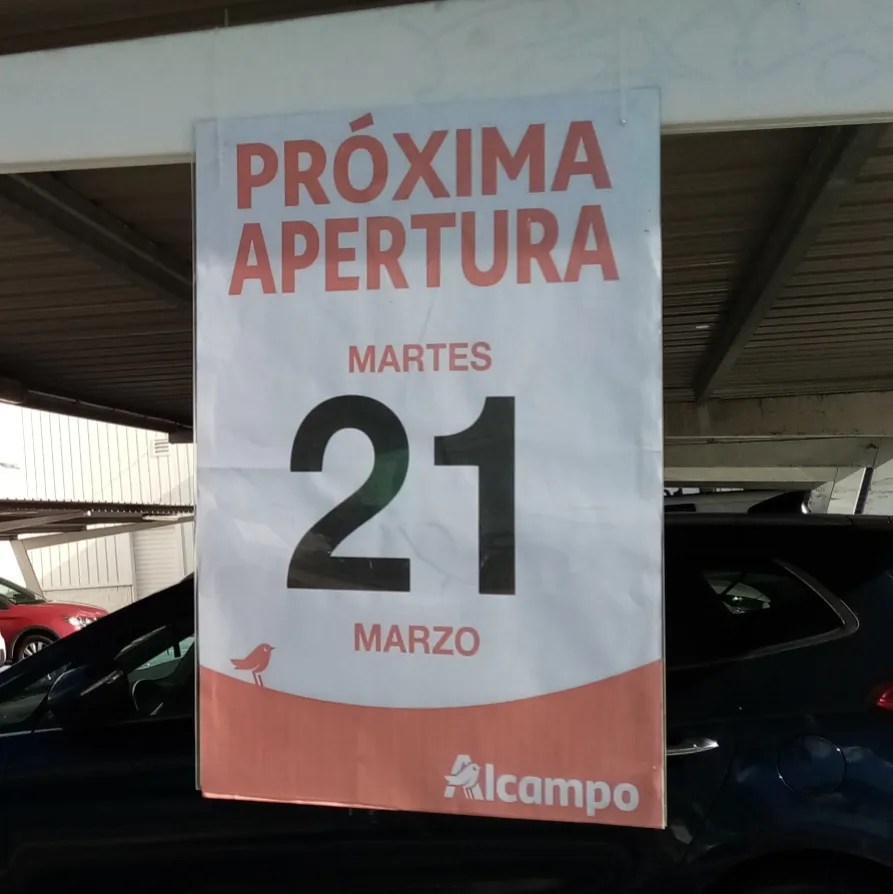 PRÓXIMA
APERTURA
MARTES
21
MARZO
Alcampo